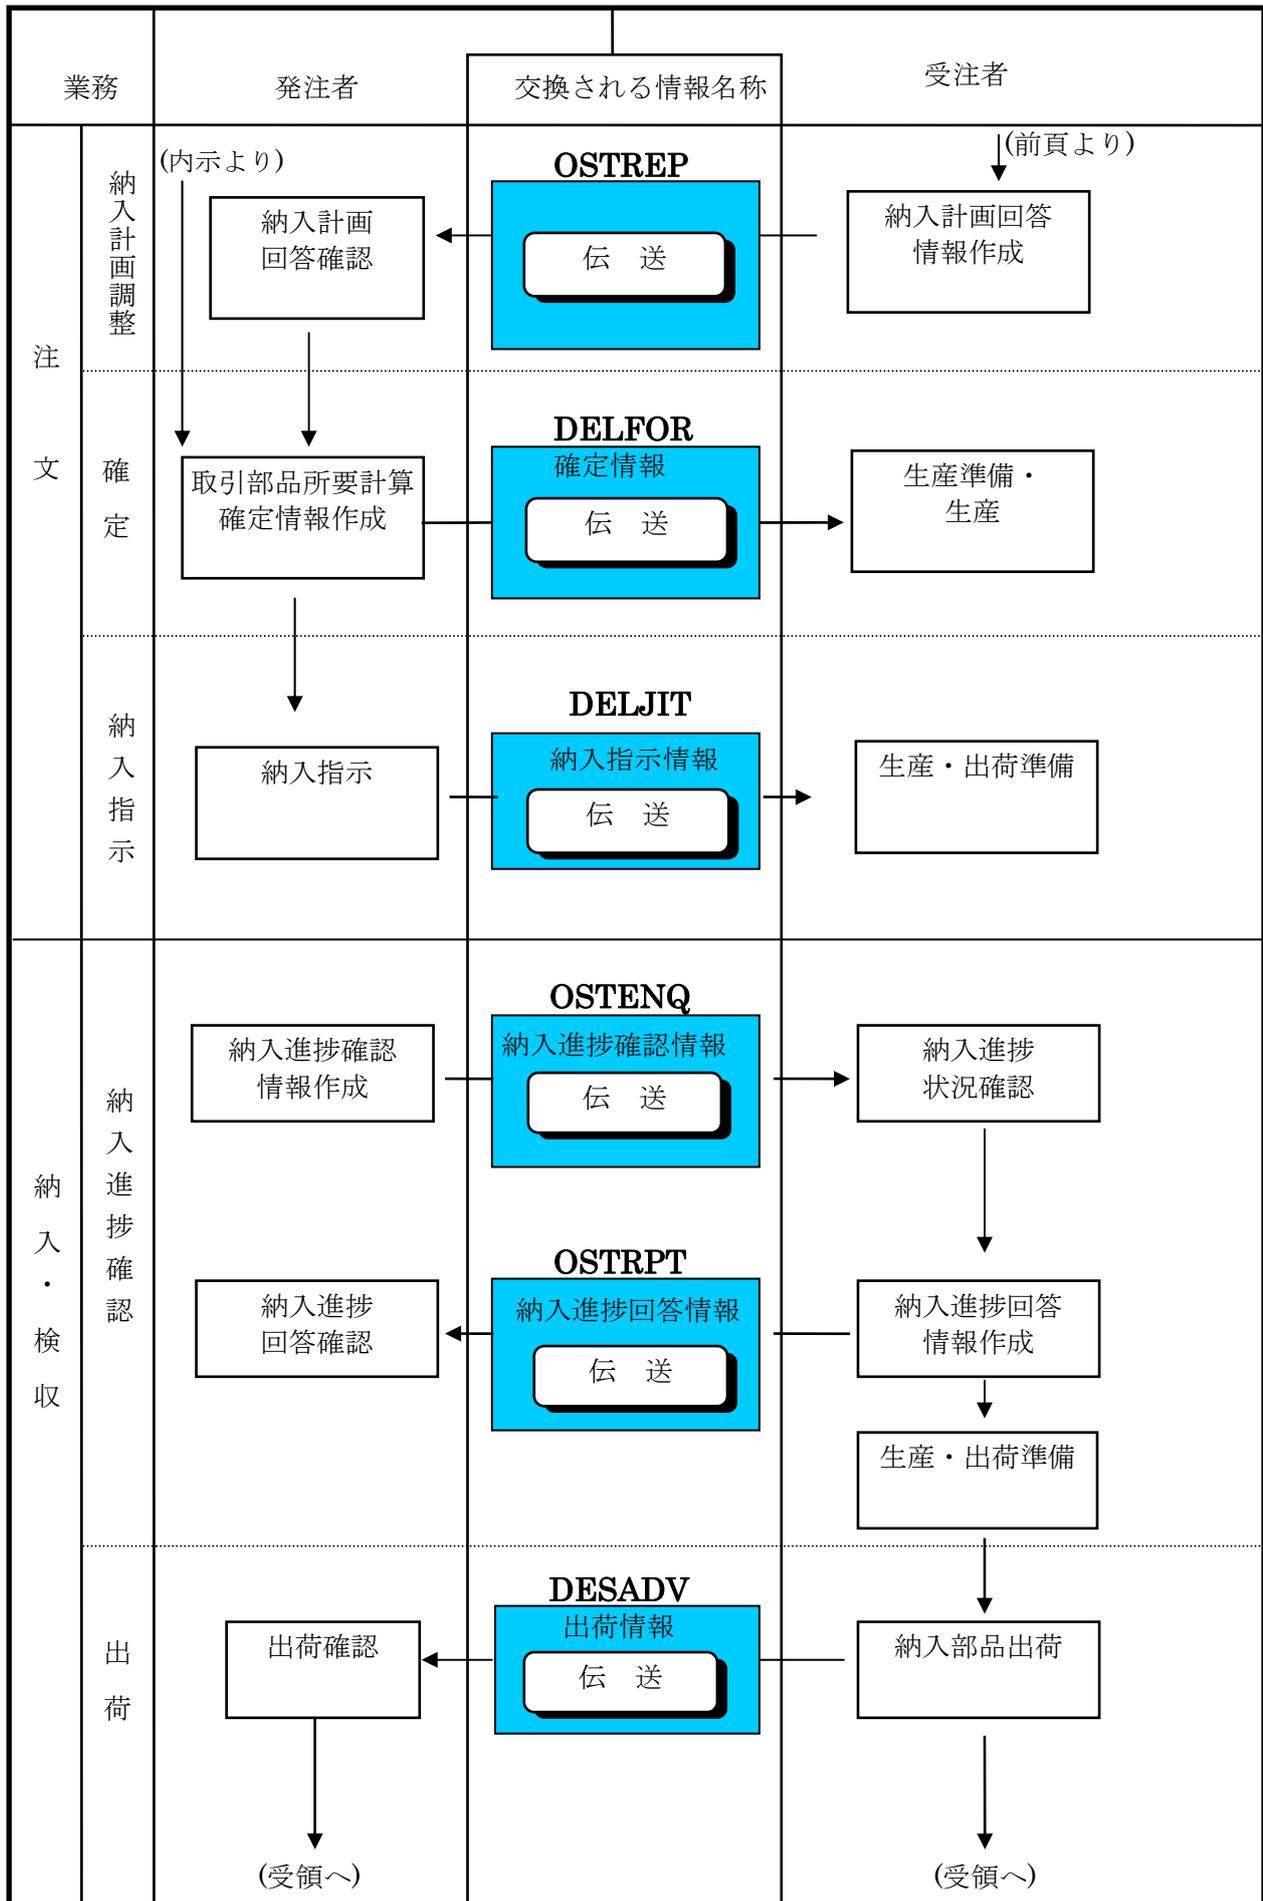 業務
発注者
交換される情報名称
受注者
注文
納入計画調整
(内示より)
OSTREP
(前頁より)
納入計画
回答確認
伝 送
納入計画回答
情報作成
確定
DELFOR
取引部品所要計算
確定情報作成
確定情報
伝 送
生産準備・
生産
納入指示
DELJIT
納入指示
納入指示情報
伝 送
生産・出荷準備
納入・検収
納入進捗確認
OSTENQ
納入進捗確認
情報作成
納入進捗確認情報
伝 送
納入進捗
状況確認
OSTRPT
納入進捗
回答確認
納入進捗回答情報
伝 送
納入進捗回答
情報作成
生産・出荷準備
出荷
DESADV
出荷確認
出荷情報
伝 送
納入部品出荷
(受領へ)
(受領へ)